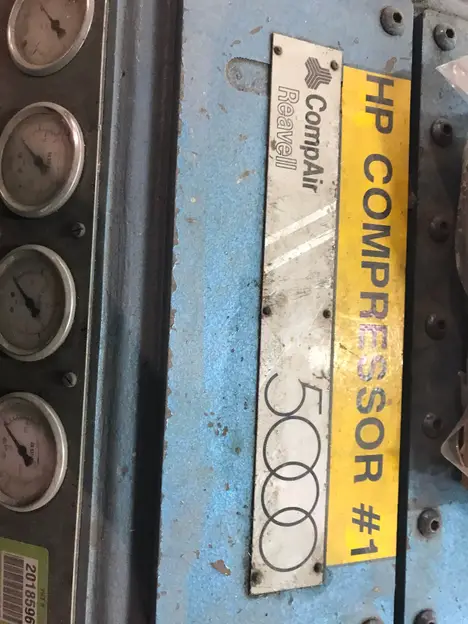 HP COMPRESSOR #1
CompAir
Reavell
5000